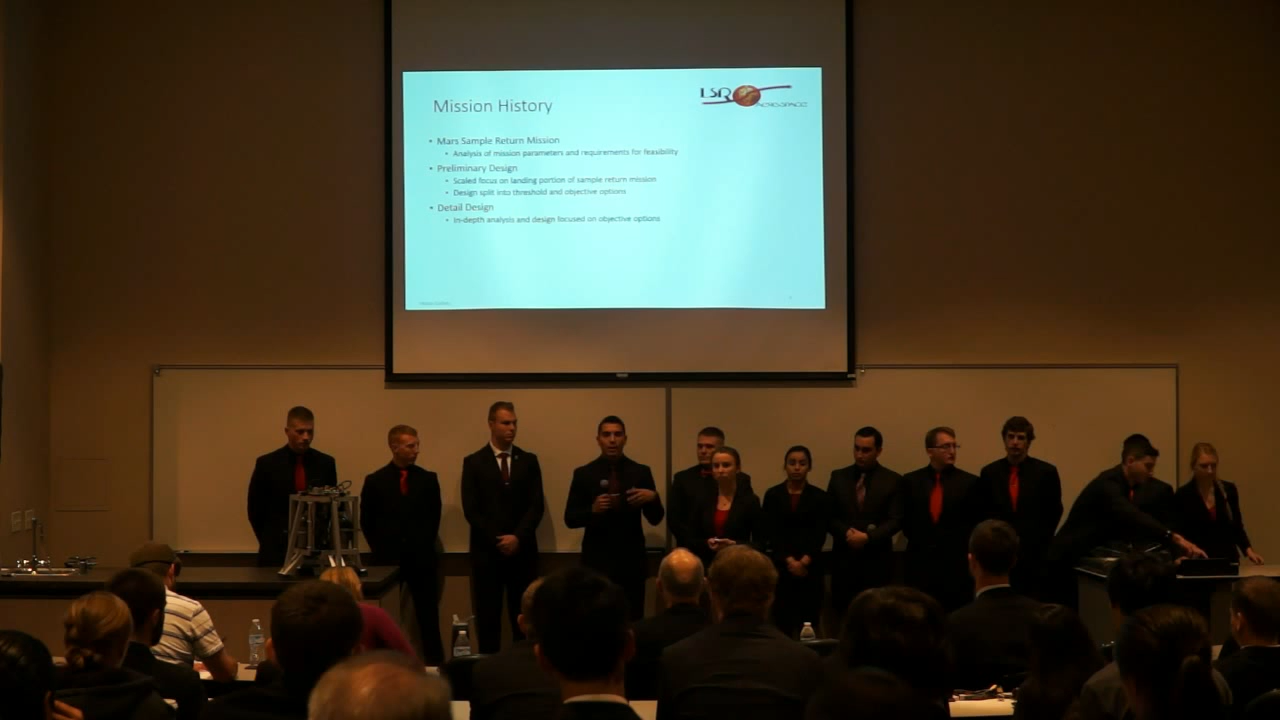 Mission History
LSR
AEROSPACE
• Mars Sample Return Mission
• Analysis of mission parameters and requirements for feasibility
• Preliminary Design
• Scaled focus on landing portion of sample return mission
• Design split into threshold and objective options
• Detail Design
• In-depth analysis and design focused on objective options